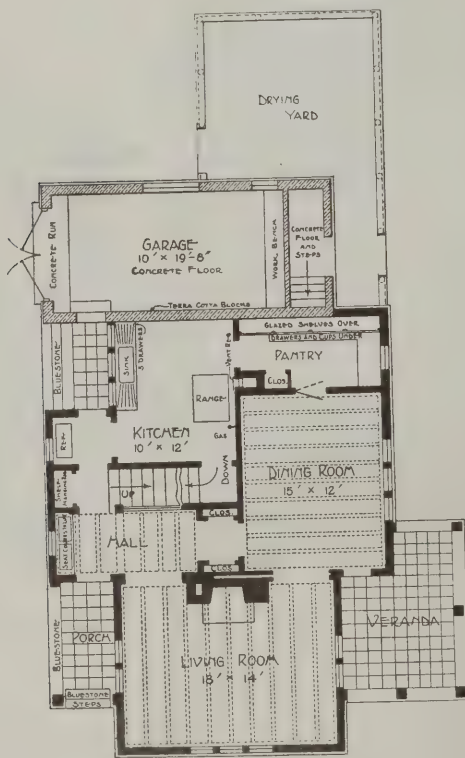 DRYING
YARD
CONCRETE RUN
GARAGE
10' x 19'-8"
CONCRETE FLOOR
WORK BENCH
CONCRETE
FLOOR
AND
STEPS
TERRA COTTA BLOCKS
BLUESTONE
SINK
3 DRAWERS
VENT
GLAZED SHELVES OVER
DRAWERS AND CUPS UNDER
PANTRY
CLOS.
RANGE
GAS
REF.
KITCHEN
10' x 12'
DINING ROOM
15' x 12'
UP
DOWN
CLOS.
HALL
CLOS.
BLUESTONE
PORCH
BLUESTONE
STEPS
LIVING ROOM
18' x 14'
VERANDA